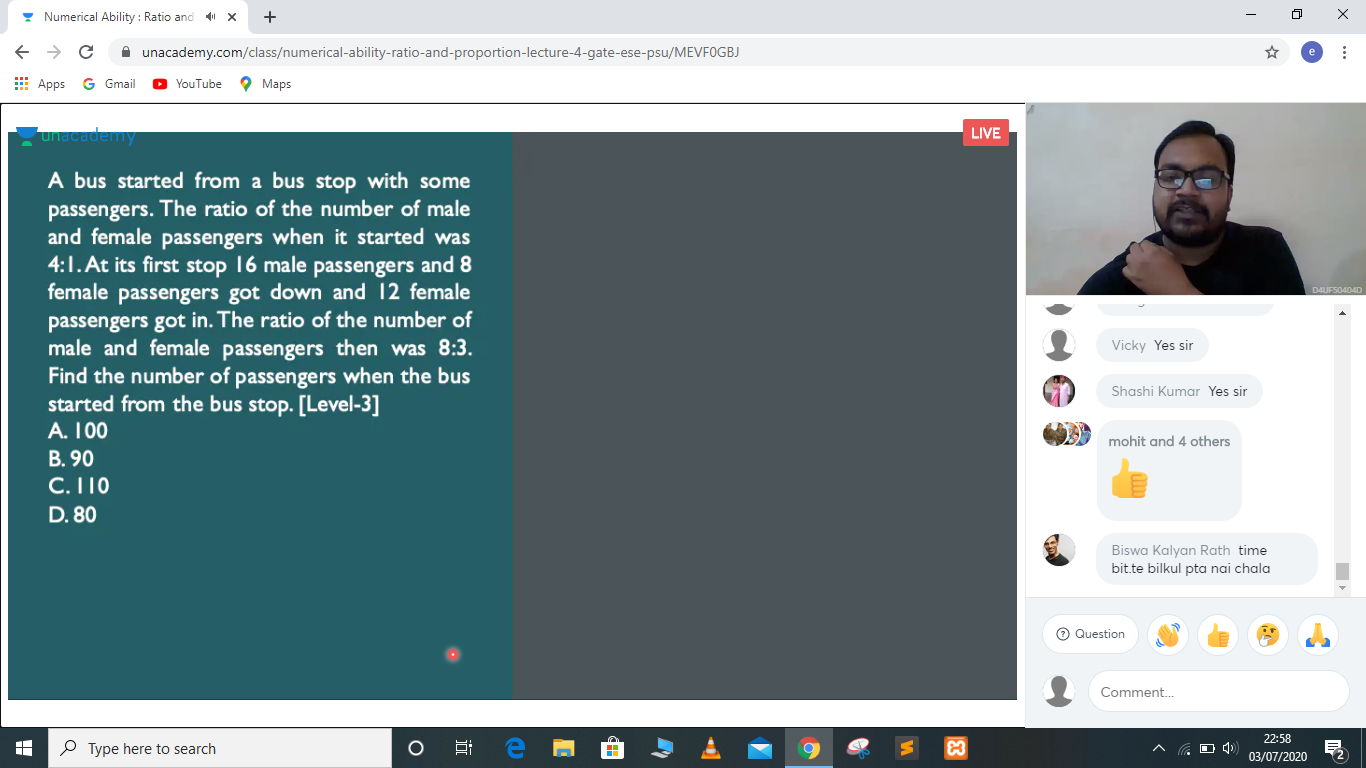 Numerical Ability : Ratio and
unacademy.com/class/numerical-ability-ratio-and-proportion-lecture-4-gate-ese-psu/MEVF0GBJ
e
Apps Gmail YouTube Maps
unacademy
LIVE
A bus started from a bus stop with some
passengers. The ratio of the number of male
and female passengers when it started was
4:1. At its first stop 16 male passengers and 8
female passengers got down and 12 female
passengers got in. The ratio of the number of
male and female passengers then was 8:3.
Find the number of passengers when the bus
started from the bus stop. [Level-3]
A. 100
B. 90
C. 110
D. 80
D4UF50404D
Vicky Yes sir
Shashi Kumar Yes sir
mohit and 4 others
Biswa Kalyan Rath time
bit.te bilkul pta nai chala
Question
Comment...
Type here to search
22:58
03/07/2020
2